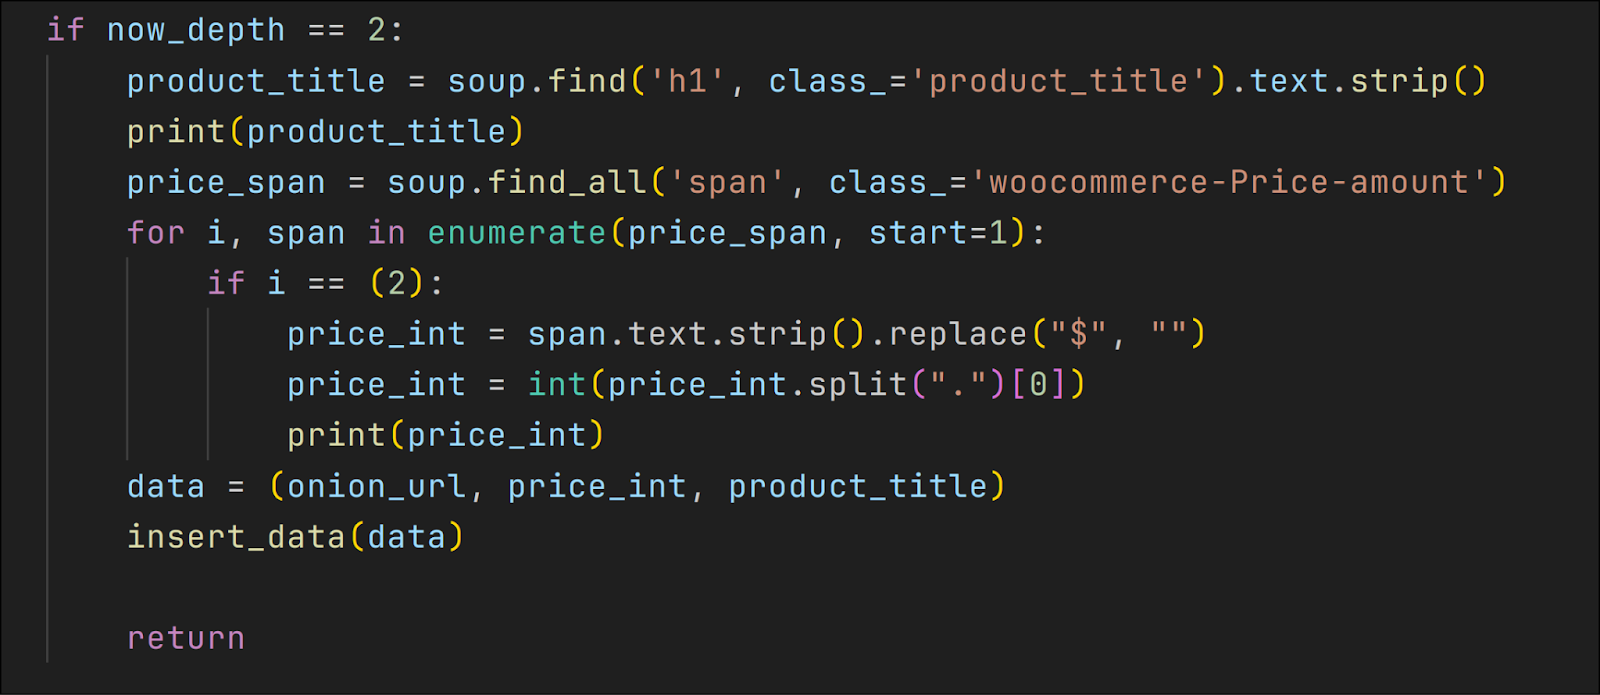 if now_depth == 2:
product_title = soup.find('h1', class_='product_title').text.strip()
print(product_title)
price_span = soup.find_all('span', class_='woocommerce-Price-amount')
for i, span in enumerate(price_span, start=1):
if i == (2):
price_int = span.text.strip().replace("$", "")
price_int = int(price_int.split(".")[0])
print(price_int)
data = (onion_url, price_int, product_title)
insert_data(data)
return